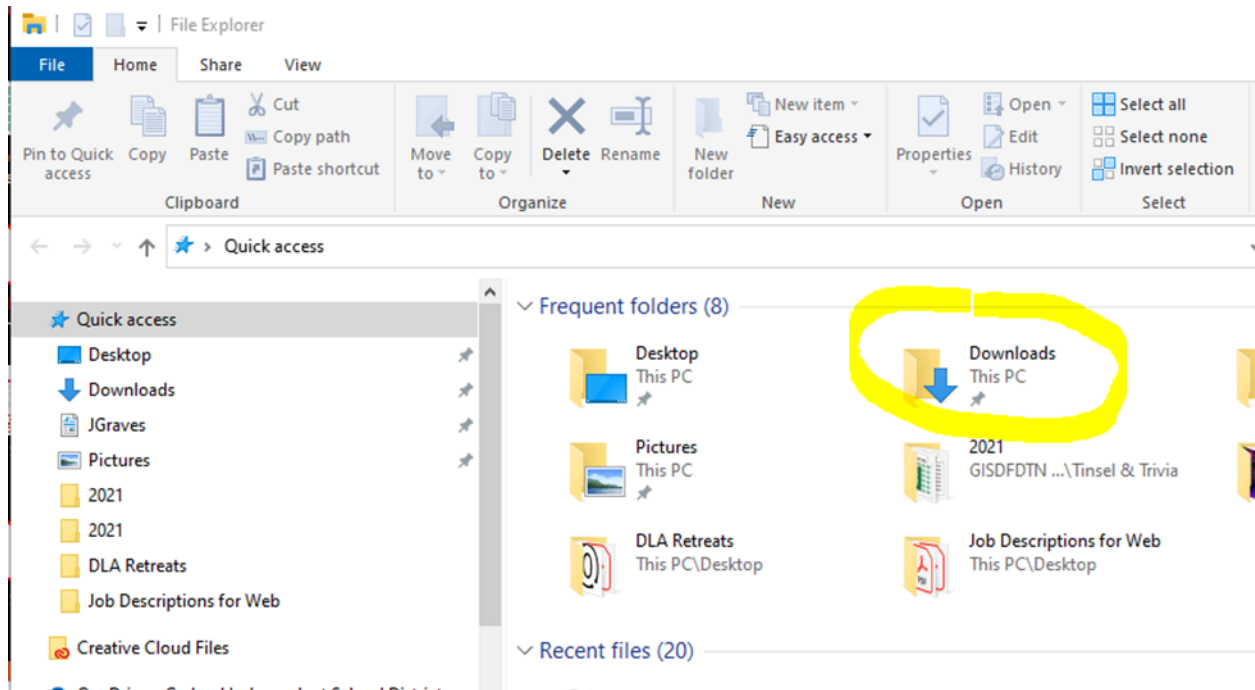 File Explorer
File Home Share View
Pin to Quick access
Copy
Paste
Cut
Copy path
Paste shortcut
Clipboard
Move to
Copy to
Delete
Rename
Organize
New folder
New item
Easy access
New
Properties
Open
Edit
History
Open
Select all
Select none
Invert selection
Select
Quick access
Quick access
Desktop
Downloads
JGraves
Pictures
2021
2021
DLA Retreats
Job Descriptions for Web
Creative Cloud Files
Frequent folders (8)
Desktop
This PC
Downloads
This PC
Pictures
This PC
2021
GISDFDTN ...\Tinsel & Trivia
DLA Retreats
This PC\Desktop
Job Descriptions for Web
This PC\Desktop
Recent files (20)